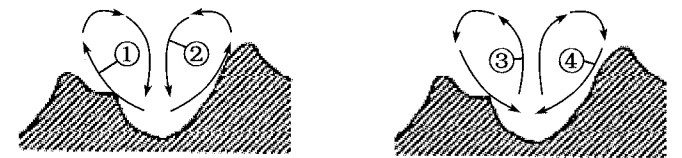 ① ② ③ ④